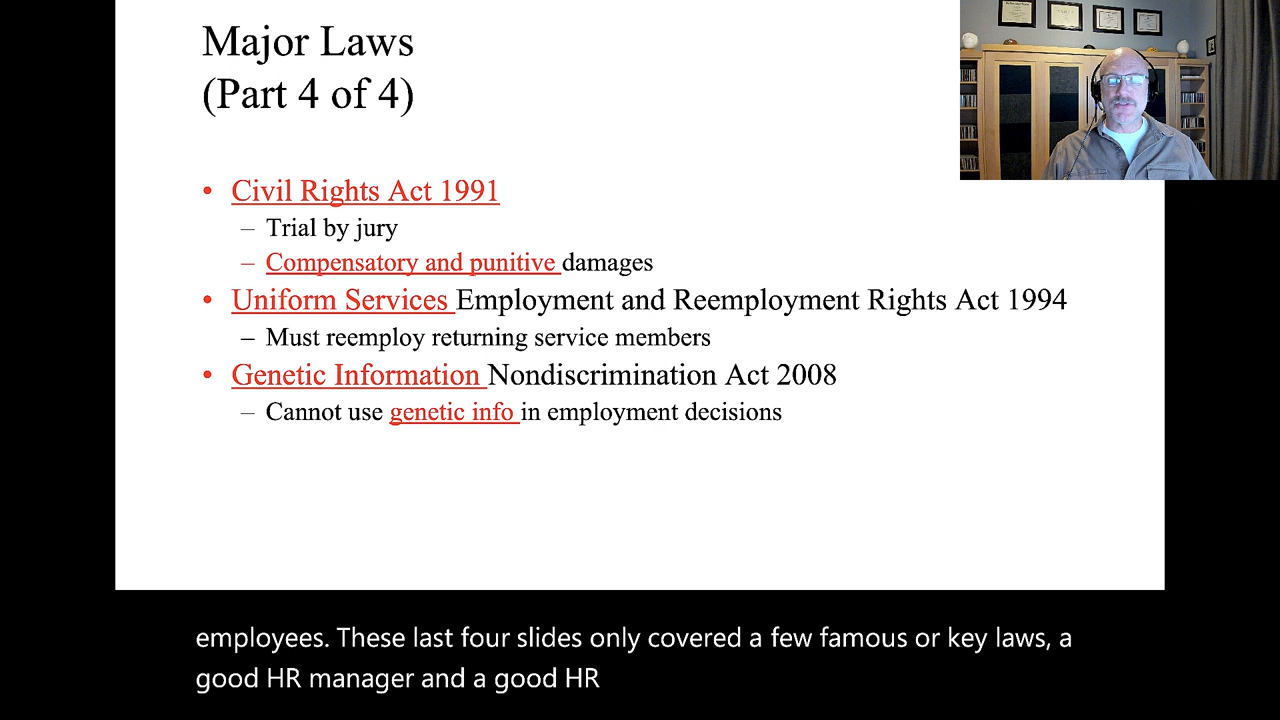 Major Laws
(Part 4 of 4)
• Civil Rights Act 1991
– Trial by jury
– Compensatory and punitive damages
• Uniform Services Employment and Reemployment Rights Act 1994
– Must reemploy returning service members
• Genetic Information Nondiscrimination Act 2008
– Cannot use genetic info in employment decisions
employees. These last four slides only covered a few famous or key laws, a
good HR manager and a good HR